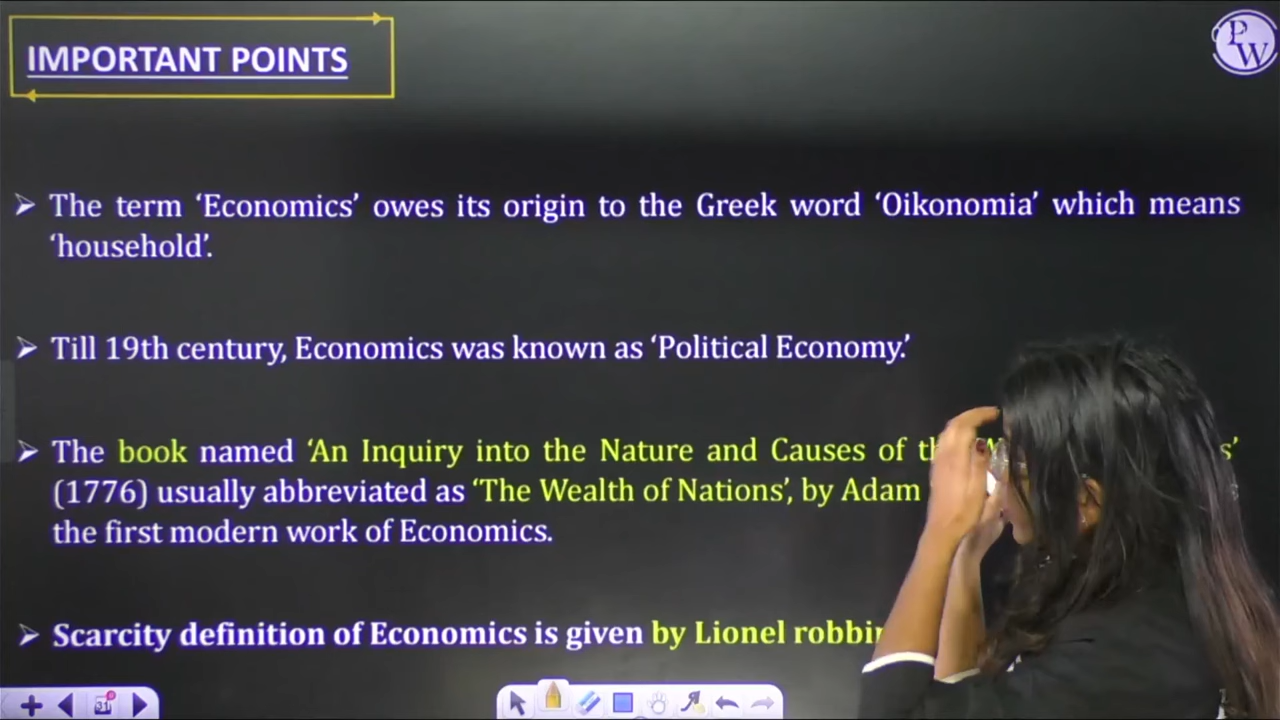 IMPORTANT POINTS
PW
➤ The term ‘Economics’ owes its origin to the Greek word ‘Oikonomia’ which means
‘household’.
➤ Till 19th century, Economics was known as ‘Political Economy.’
➤ The book named ‘An Inquiry into the Nature and Causes of
(1776) usually abbreviated as ‘The Wealth of Nations’, by Adam
the first modern work of Economics.
➤ Scarcity definition of Economics is given by Lionel
31